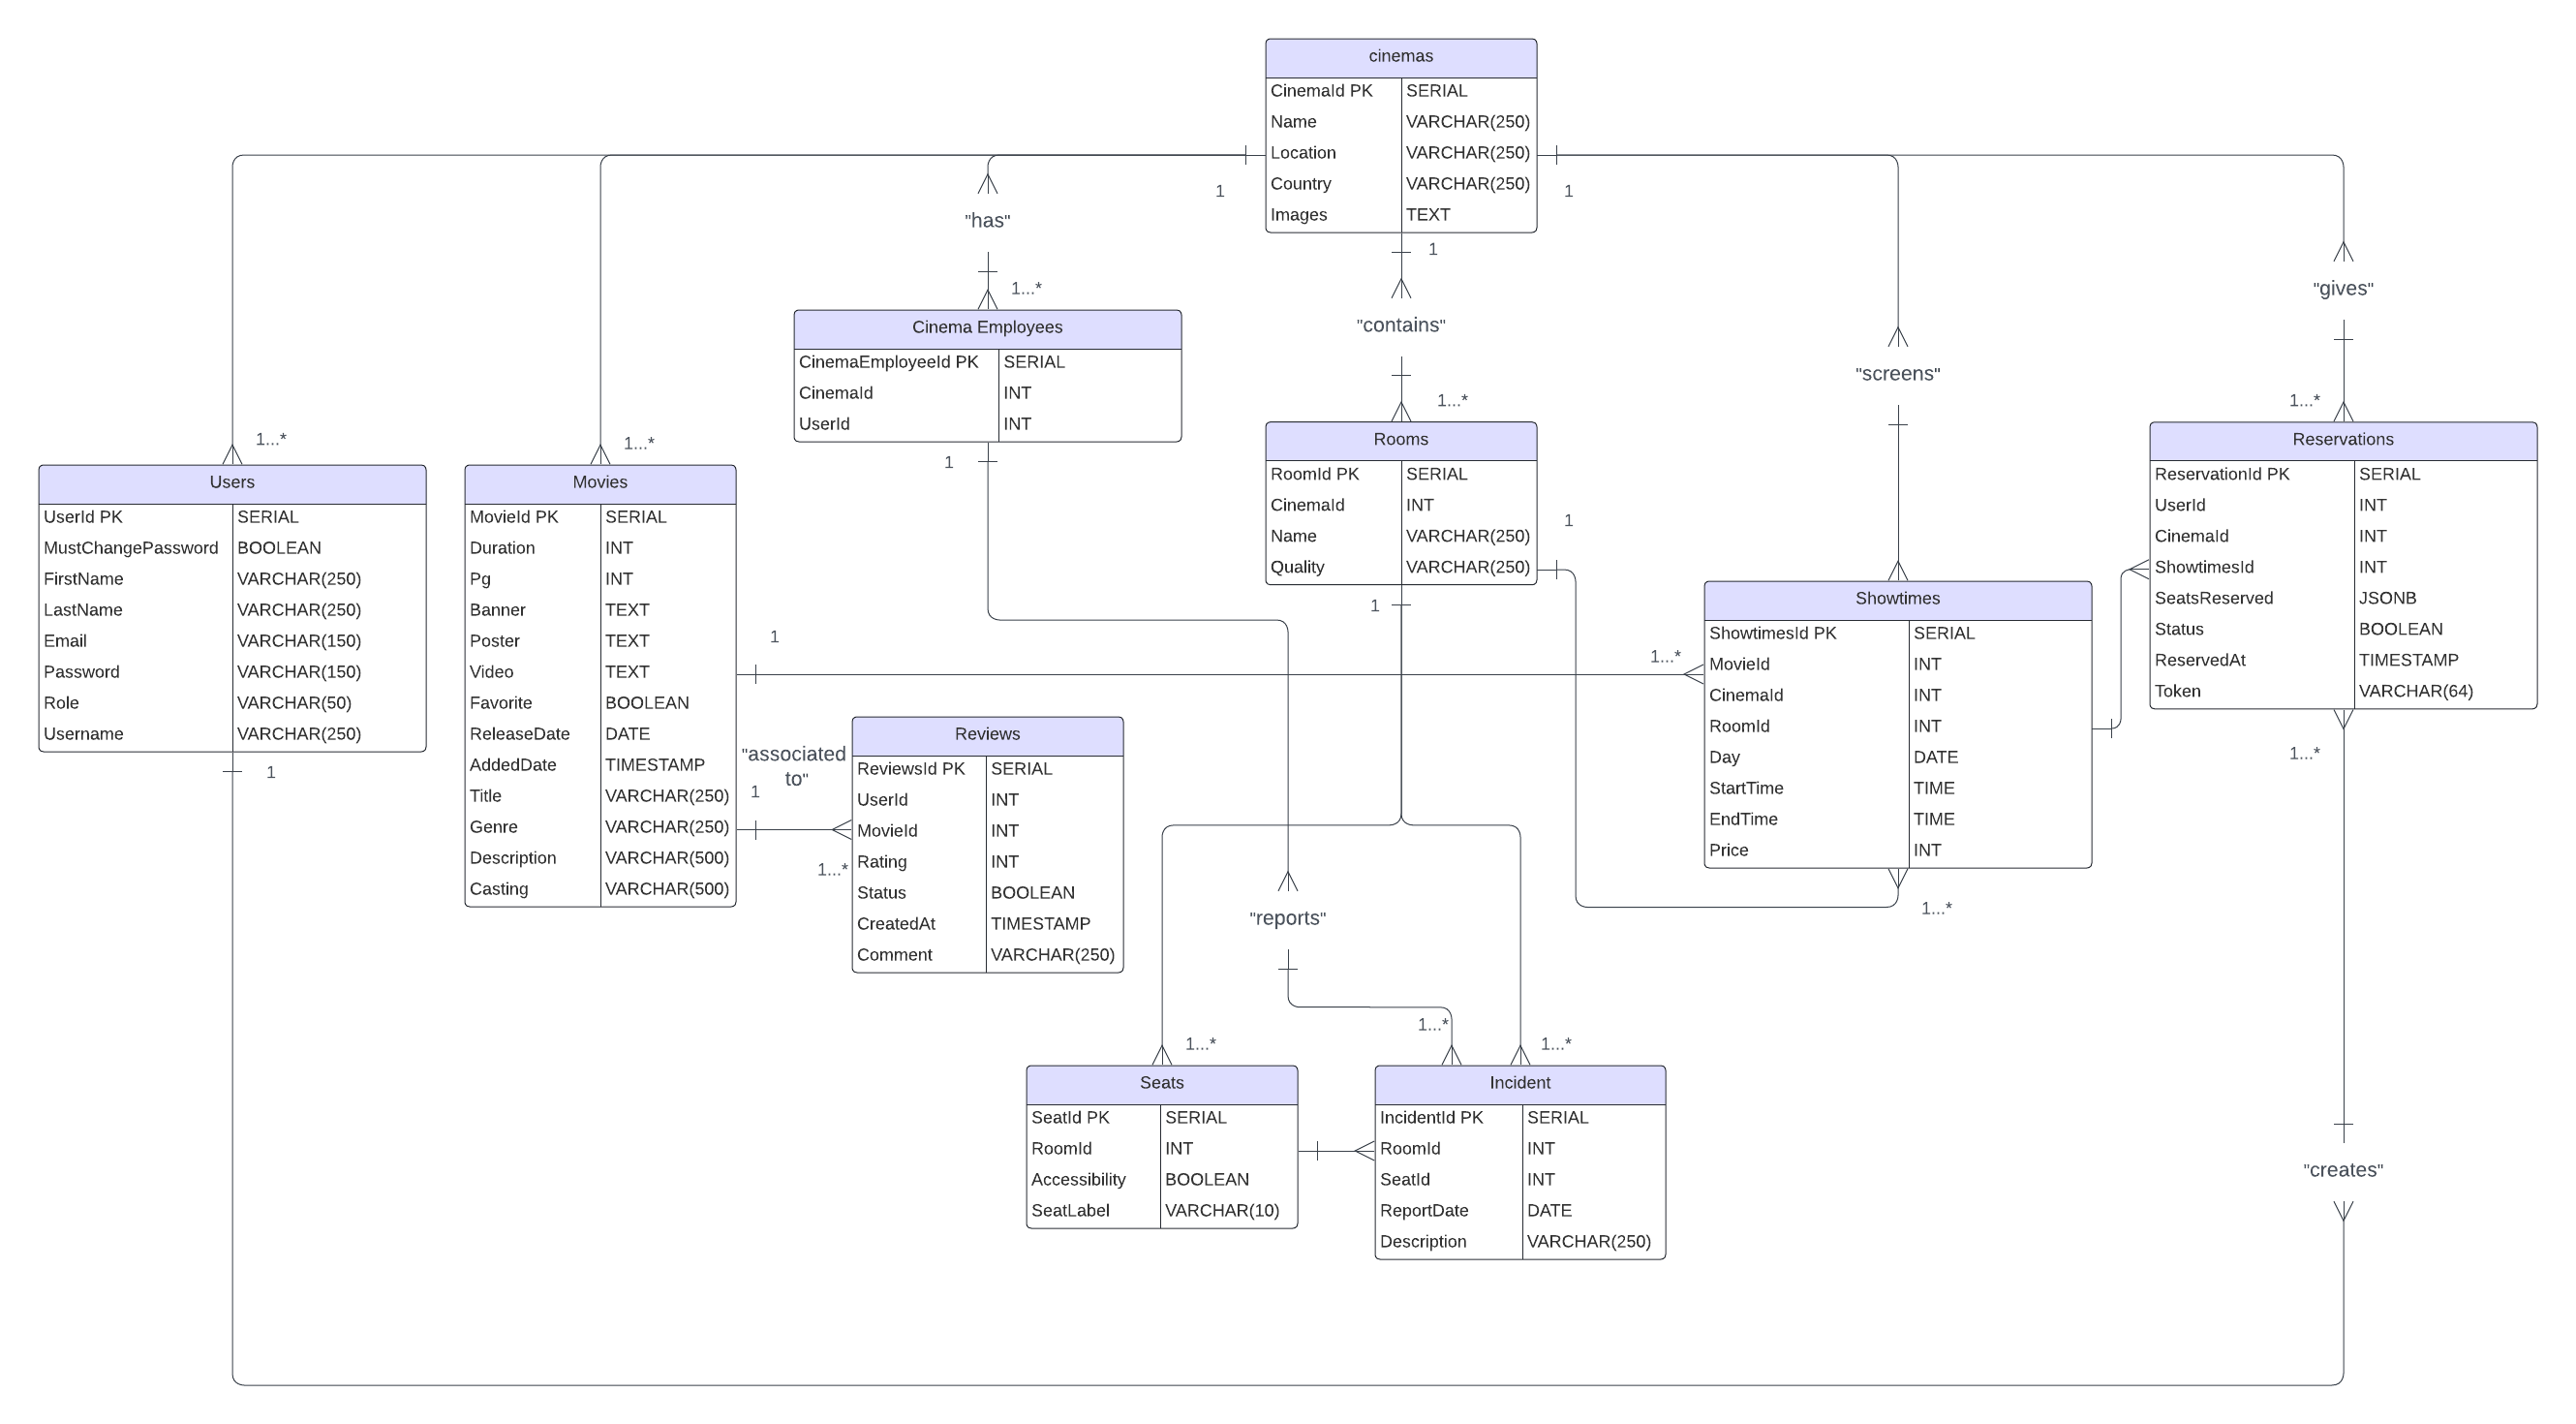 cinemas
CinemaId PK SERIAL
Name VARCHAR(250)
Location VARCHAR(250)
Country VARCHAR(250)
Images TEXT
1
1
1
"has"
"contains"
"screens"
"gives"
1...*
Cinema Employees
CinemaEmployeeId PK SERIAL
CinemaId INT
UserId INT
1
1...*
Rooms
RoomId PK SERIAL
CinemaId INT
Name VARCHAR(250)
Quality VARCHAR(250)
1
1
1...*
Reservations
ReservationId PK SERIAL
UserId INT
CinemaId INT
ShowtimesId INT
SeatsReserved JSONB
Status BOOLEAN
ReservedAt TIMESTAMP
Token VARCHAR(64)
1...*
1...*
Users
UserId PK SERIAL
MustChangePassword BOOLEAN
FirstName VARCHAR(250)
LastName VARCHAR(250)
Email VARCHAR(150)
Password VARCHAR(150)
Role VARCHAR(50)
Username VARCHAR(250)
1
1...*
Movies
MovieId PK SERIAL
Duration INT
Pg INT
Banner TEXT
Poster TEXT
Video TEXT
Favorite BOOLEAN
ReleaseDate DATE
AddedDate TIMESTAMP
Title VARCHAR(250)
Genre VARCHAR(250)
Description VARCHAR(500)
Casting VARCHAR(500)
1
1...*
Showtimes
ShowtimesId PK SERIAL
MovieId INT
CinemaId INT
RoomId INT
Day DATE
StartTime TIME
EndTime TIME
Price INT
1...*
"associated
to"
1
1...*
Reviews
ReviewsId PK SERIAL
UserId INT
MovieId INT
Rating INT
Status BOOLEAN
CreatedAt TIMESTAMP
Comment VARCHAR(250)
"reports"
1...*
1...*
1...*
Seats
SeatId PK SERIAL
RoomId INT
Accessibility BOOLEAN
SeatLabel VARCHAR(10)
Incident
IncidentId PK SERIAL
RoomId INT
SeatId INT
ReportDate DATE
Description VARCHAR(250)
"creates"